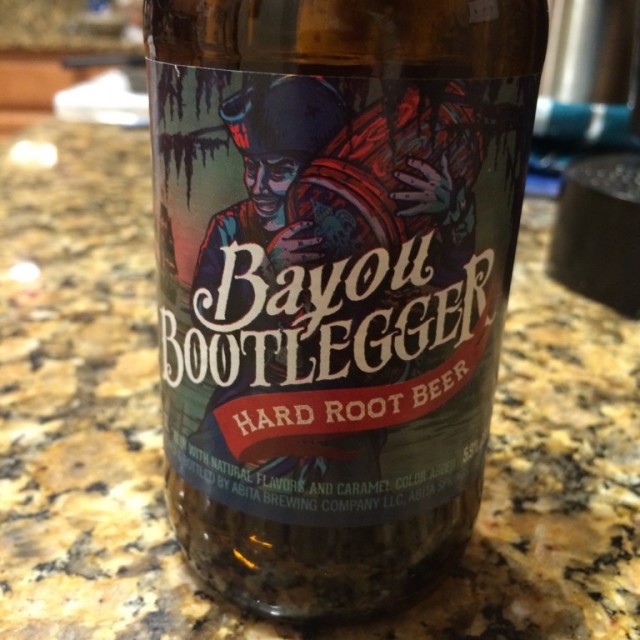 Bayou
BOOTLEGGER
HARD ROOT BEER
WITH NATURAL FLAVORS AND CARAMEL COLOR ADDED
BOTTLED BY ABITA BREWING COMPANY LLC, ABITA